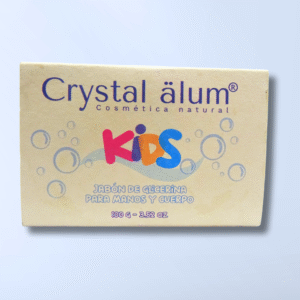 Crystal älum®
Cosmética natural
KiDS
JABÓN DE GLICERINA
PARA MANOS Y CUERPO
100 G - 3.52 OZ